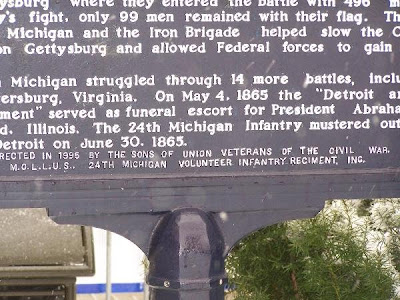 ysburg where they entered the battle with 496 m
y's fight, only 99 men remained with their flag. Th
Michigan and the Iron Brigade helped slow the C
on Gettysburg and allowed Federal forces to gain
Michigan struggled through 14 more battles, inclu
ersburg, Virginia. On May 4, 1865 the "Detroit an
ment" served as funeral escort for President Abraha
d, Illinois. The 24th Michigan Infantry mustered out
Detroit on June 30, 1865.
RECTED IN 1995 BY THE SONS OF UNION VETERANS OF THE CIVIL WAR,
M.O.L.L.U.S., 24TH MICHIGAN VOLUNTEER INFANTRY REGIMENT, INC.